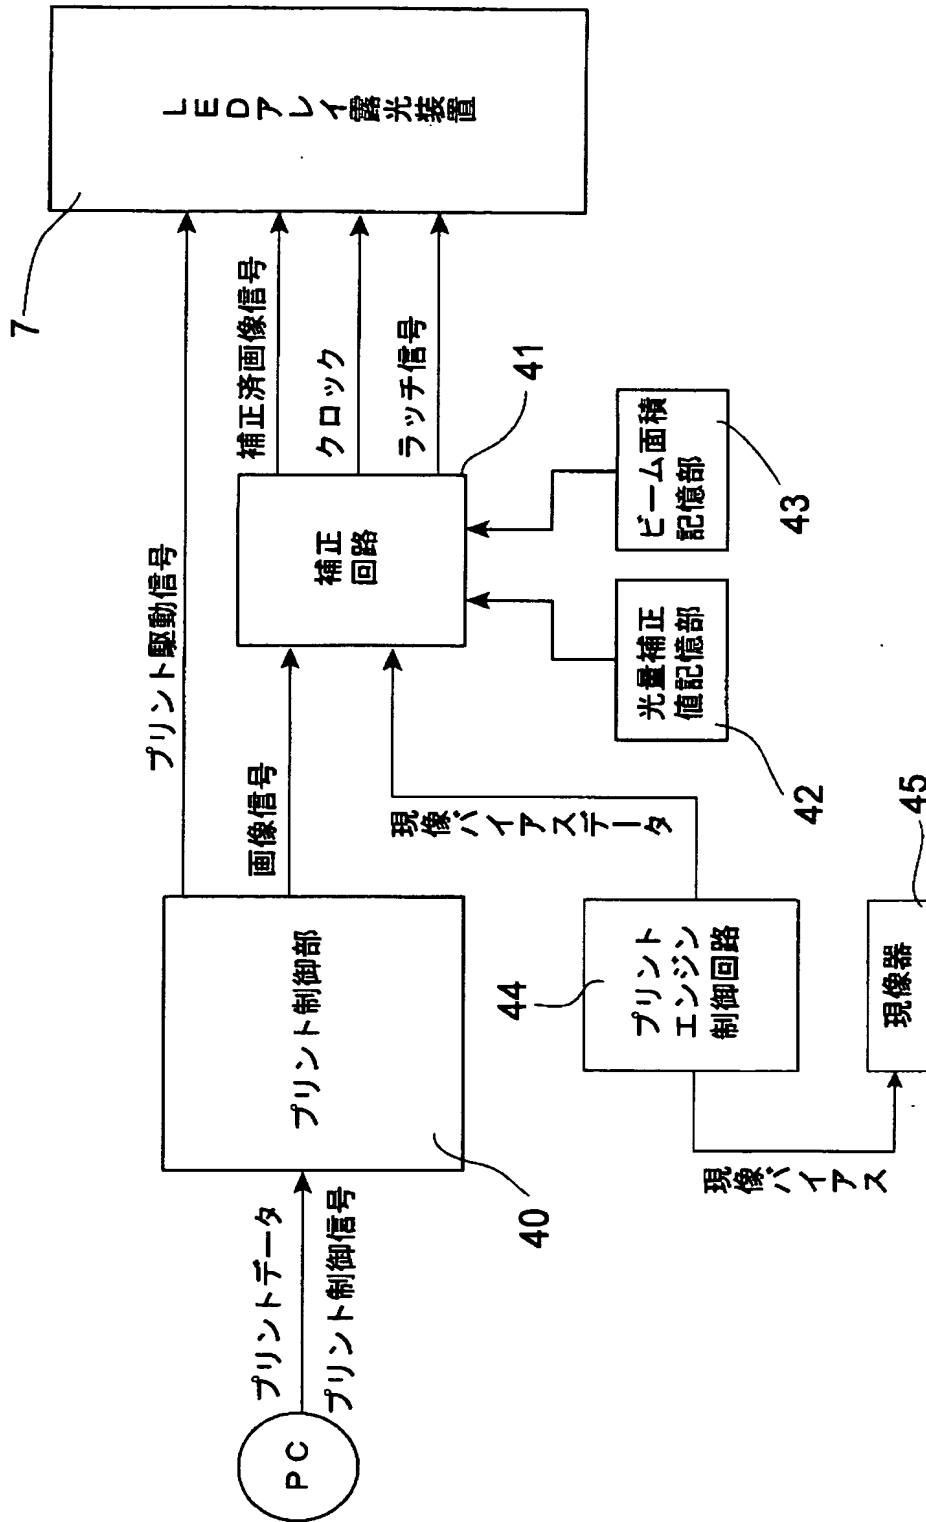 PC
プリントデータ
プリント制御信号
プリント制御部
40
プリント駆動信号
画像信号
補正
回路
41
補正済画像信号
クロック
ラッチ信号
LEDアレイ露光装置
7
現像バイアスデータ
光量補正
値記憶部
42
ビーム面積
記憶部
43
プリント
エンジン
制御回路
44
現像バイアス
現像器
45